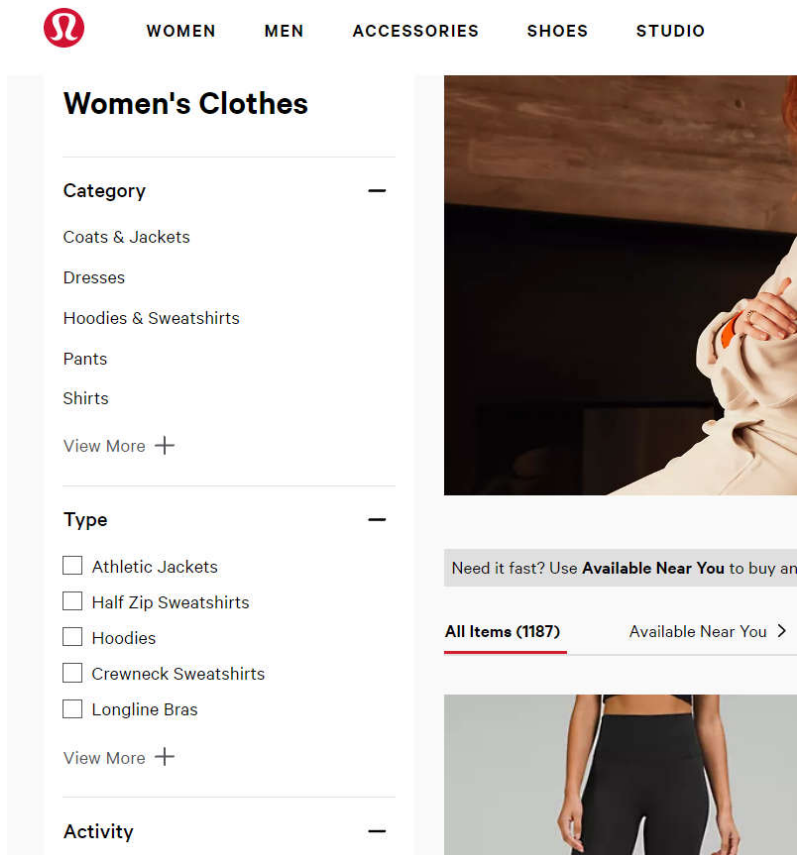 WOMEN MEN ACCESSORIES SHOES STUDIO
Women's Clothes
Category
Coats & Jackets
Dresses
Hoodies & Sweatshirts
Pants
Shirts
View More
Type
Athletic Jackets
Half Zip Sweatshirts
Hoodies
Crewneck Sweatshirts
Longline Bras
View More
Activity
Need it fast? Use Available Near You to buy an
All Items (1187) Available Near You